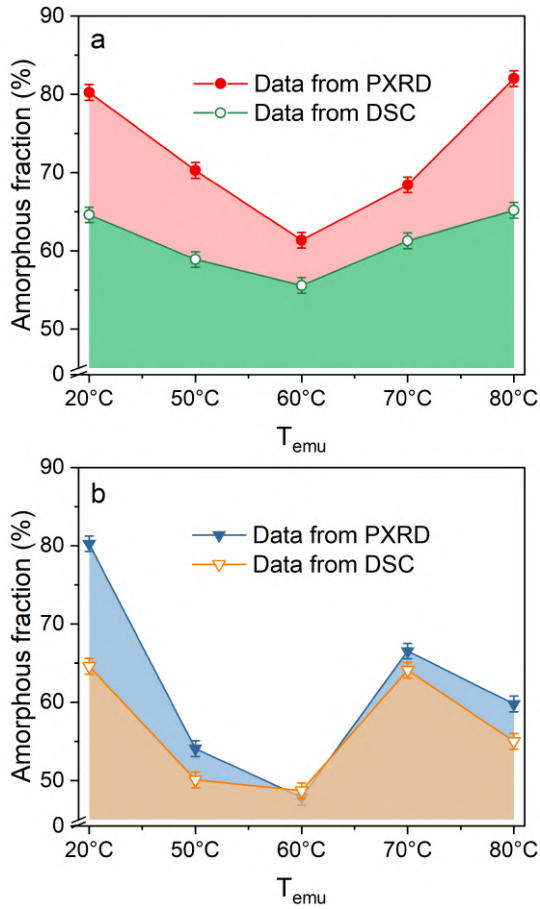 a
90
80
70
60
50
0
Amorphous fraction (%)
Data from PXRD
Data from DSC
20°C 50°C 60°C 70°C 80°C
T_emu
b
90
80
70
60
50
0
Amorphous fraction (%)
Data from PXRD
Data from DSC
20°C 50°C 60°C 70°C 80°C
T_emu